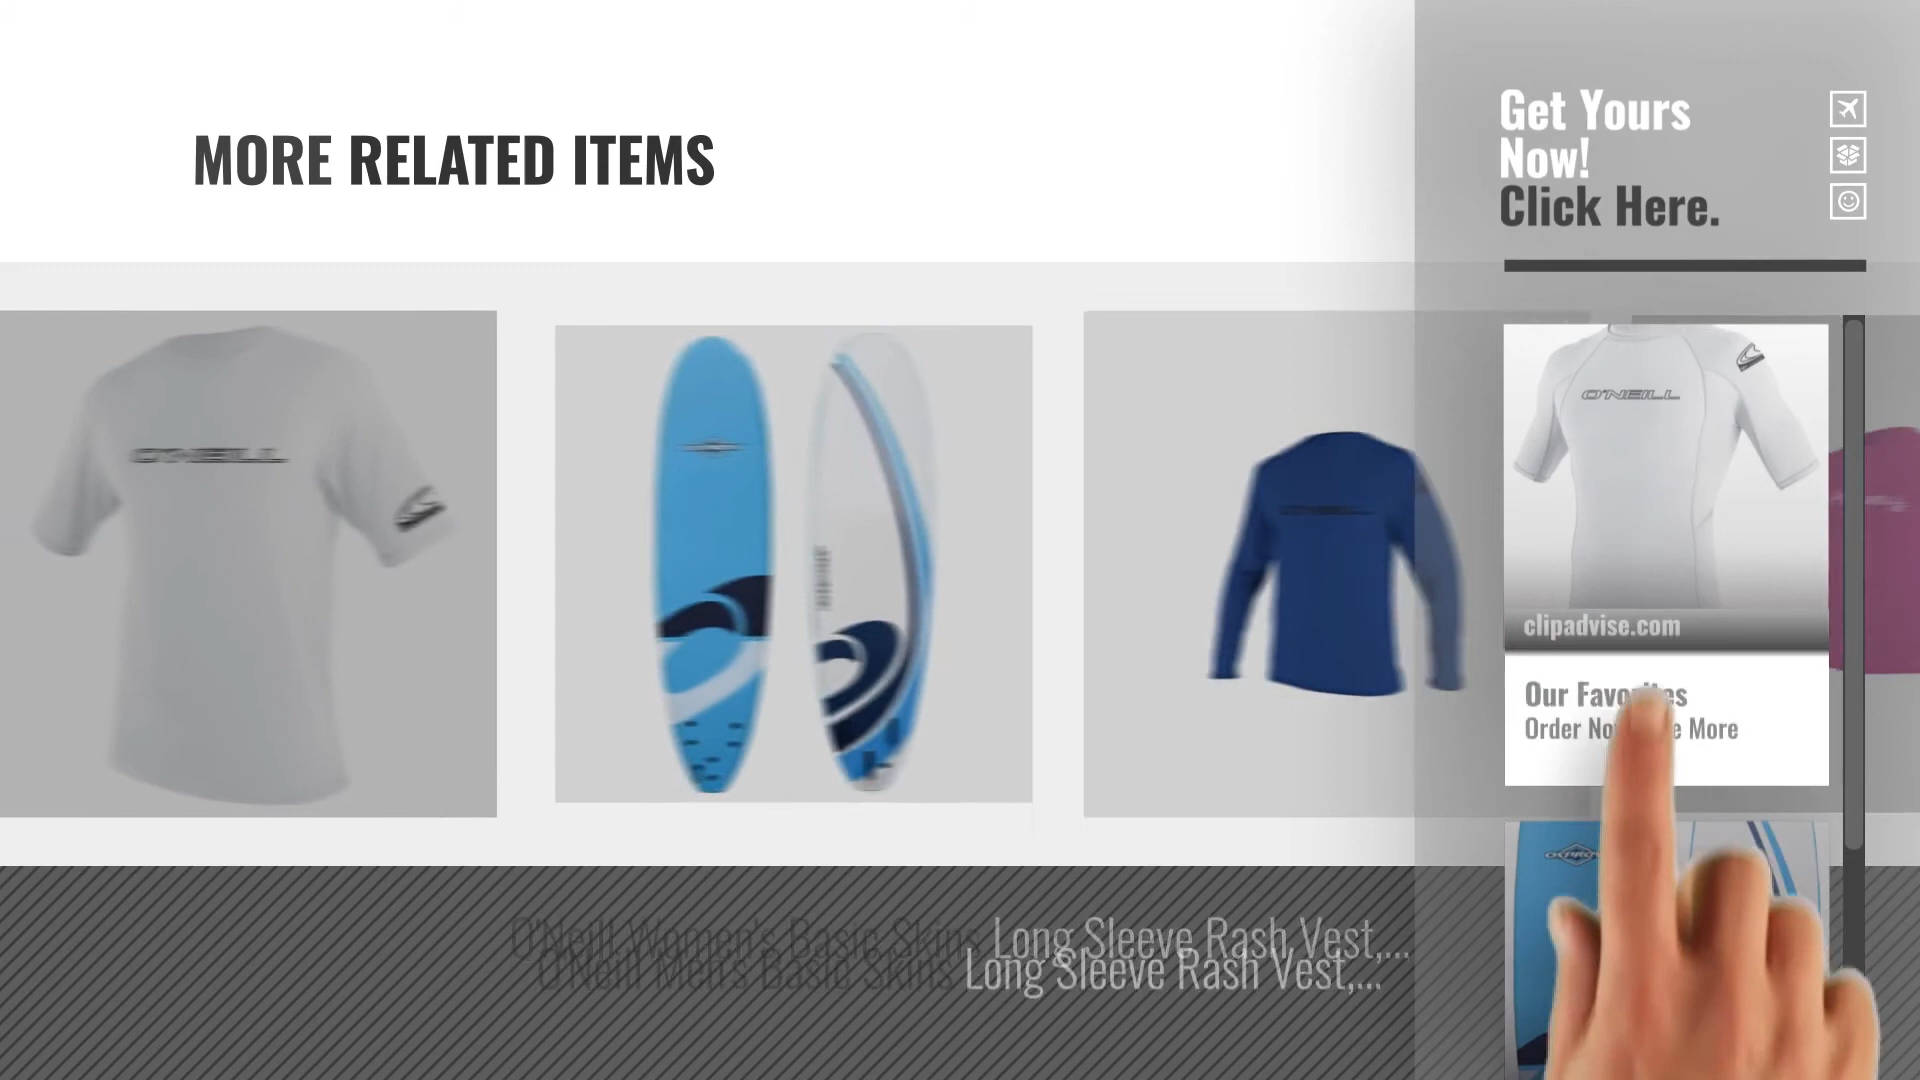 MORE RELATED ITEMS
Get Yours
Now!
Click Here.
O'NEILL
O'NEILL
clipadvise.com
Our Favorites
Order No More
O'Neill Women's Basic Skins Long Sleeve Rash Vest,...
O'Neill Men's Basic Skins Long Sleeve Rash Vest,...